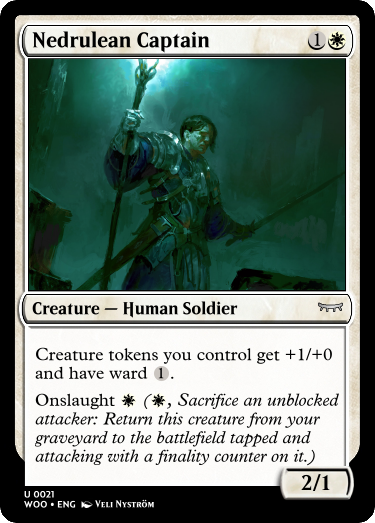 Nedrulean Captain 1
Creature — Human Soldier
Creature tokens you control get +1/+0
and have ward 1.
Onslaught (, Sacrifice an unblocked
attacker: Return this creature from your
graveyard to the battlefield tapped and
attacking with a finality counter on it.)
2/1
U 0021
WOO • ENG VELI NYSTRÖM